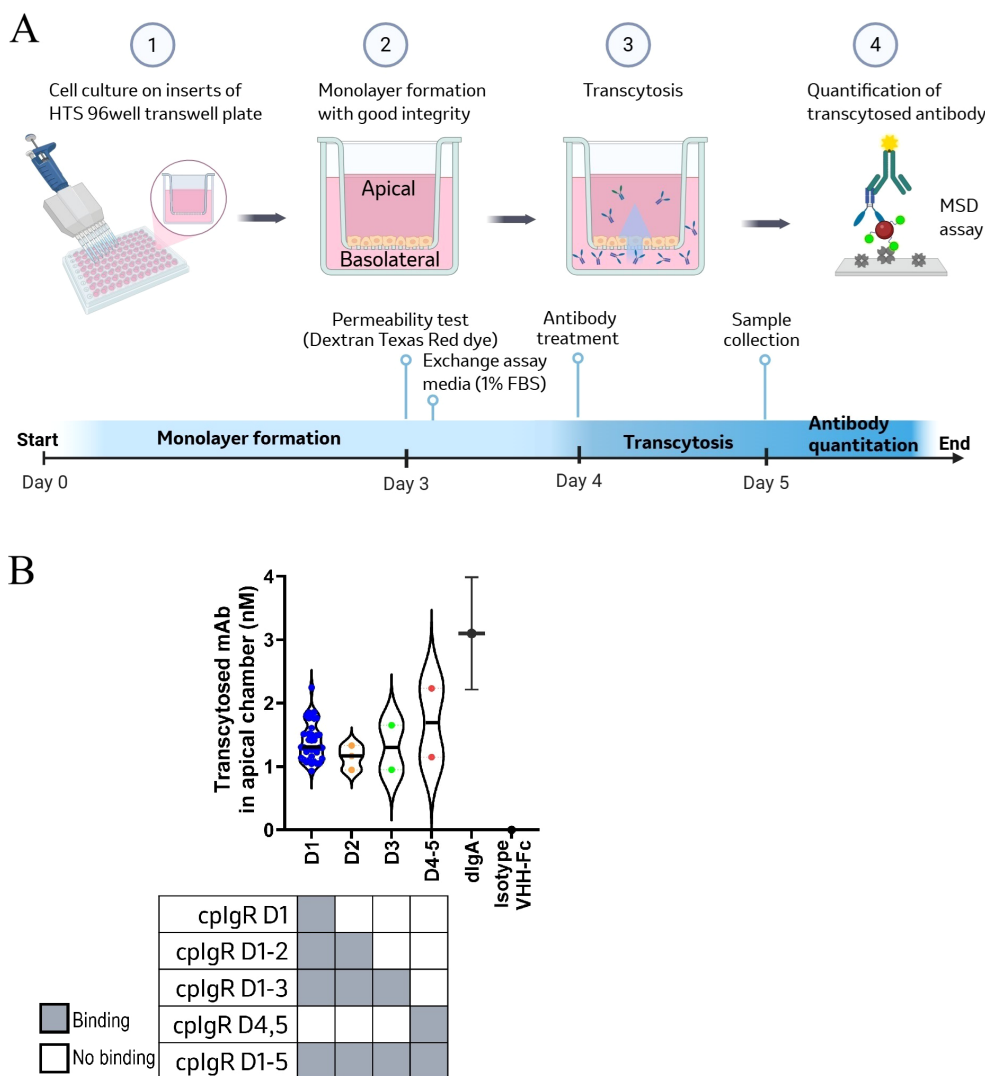 A
1
2
3
4
Cell culture on inserts of
HTS 96well transwell plate
Monolayer formation
with good integrity
Transcytosis
Quantification of
transcytosed antibody
Apical
Basolateral
MSD
assay
Permeability test
(Dextran Texas Red dye)
Exchange assay
media (1% FBS)
Antibody
treatment
Sample
collection
Start
Monolayer formation
Transcytosis
Antibody
quantitation
End
Day 0
Day 3
Day 4
Day 5
B
Transcytosed mAb
in apical chamber (nM)
4
3
2
1
0
D1
D2
D3
D4-5
dIgA
Isotype
VHH-Fc
cpIgR D1
cpIgR D1-2
cpIgR D1-3
cpIgR D4,5
cpIgR D1-5
Binding
No binding